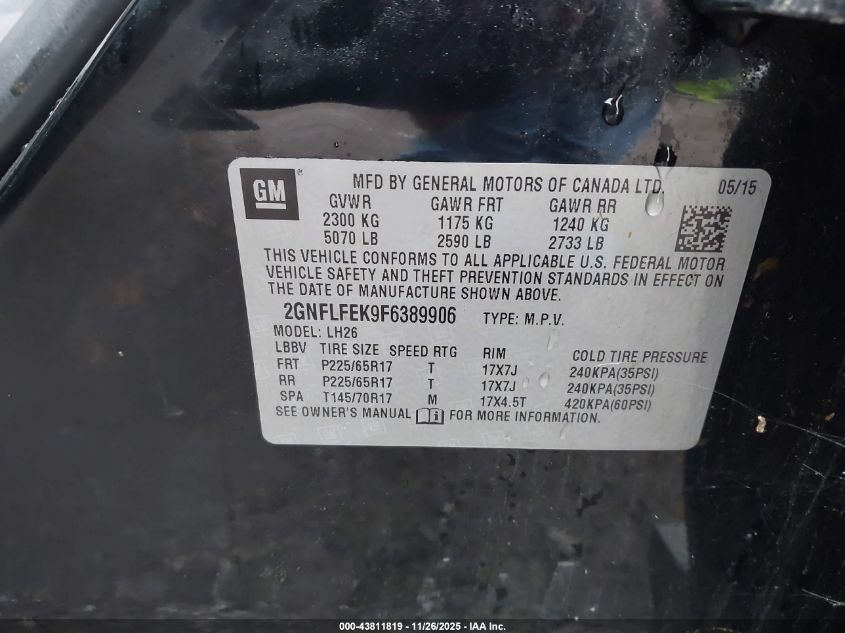 GM
MFD BY GENERAL MOTORS OF CANADA LTD. 05/15
GVWR GAWR FRT GAWR RR
2300 KG 1175 KG 1240 KG
5070 LB 2590 LB 2733 LB
THIS VEHICLE CONFORMS TO ALL APPLICABLE U.S. FEDERAL MOTOR
VEHICLE SAFETY AND THEFT PREVENTION STANDARDS IN EFFECT ON
THE DATE OF MANUFACTURE SHOWN ABOVE.
2GNFLFEK9F6389906 TYPE: M.P.V.
MODEL: LH26
LBBV TIRE SIZE SPEED RTG RIM COLD TIRE PRESSURE
FRT P225/65R17 T 17X7J 240KPA(35PSI)
RR P225/65R17 T 17X7J 240KPA(35PSI)
SPA T145/70R17 M 17X4.5T 420KPA(60PSI)
SEE OWNER'S MANUAL FOR MORE INFORMATION.
000-43811819 - 11/26/2025 - IAA Inc.